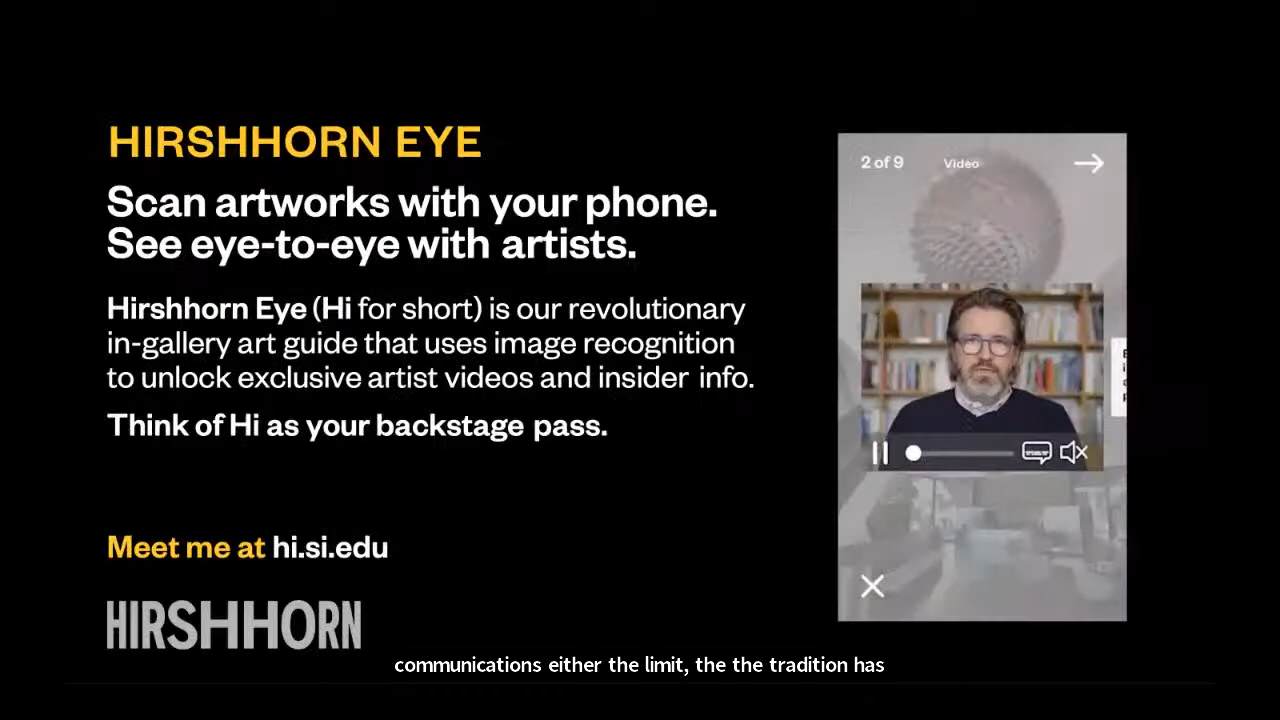 HIRSHHORN EYE
Scan artworks with your phone.
See eye-to-eye with artists.
Hirshhorn Eye (Hi for short) is our revolutionary
in-gallery art guide that uses image recognition
to unlock exclusive artist videos and insider info.
Think of Hi as your backstage pass.
Meet me at hi.si.edu
HIRSHHORN
2 of 9 Video
communications either the limit, the the tradition has